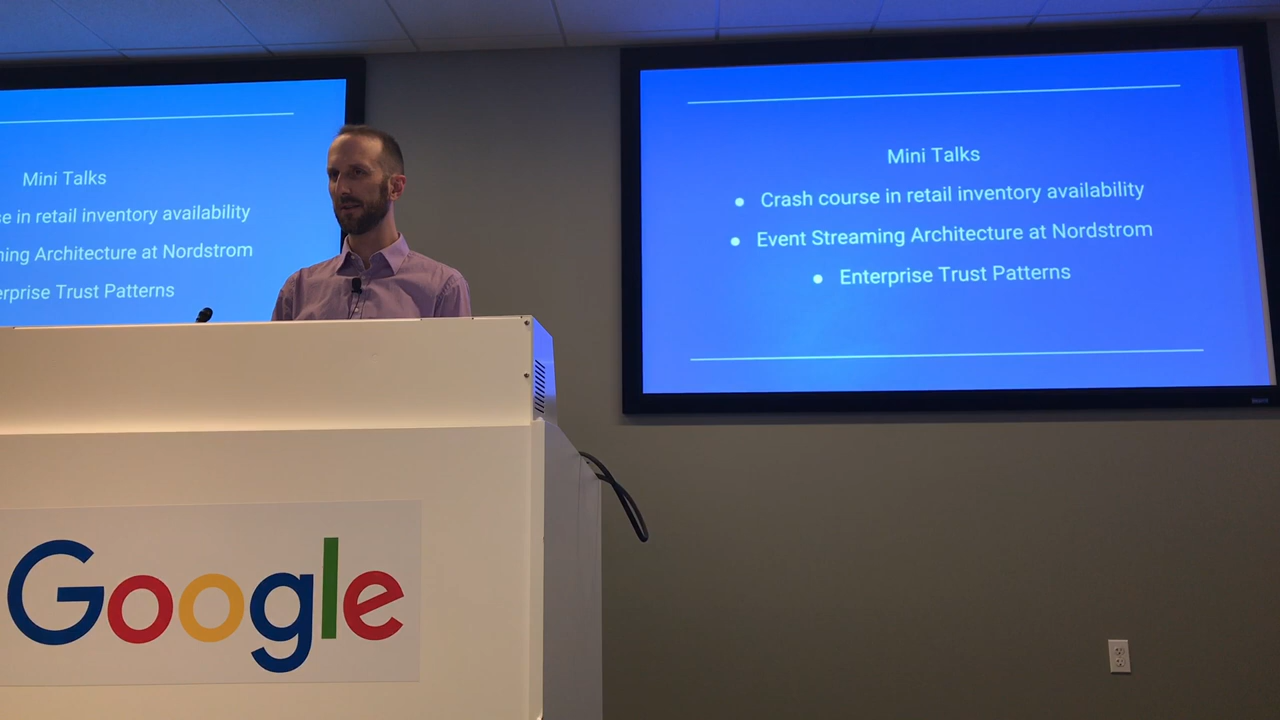 Mini Talks
se in retail inventory availability
ing Architecture at Nordstrom
erprise Trust Patterns
Mini Talks
• Crash course in retail inventory availability
• Event Streaming Architecture at Nordstrom
• Enterprise Trust Patterns
Google